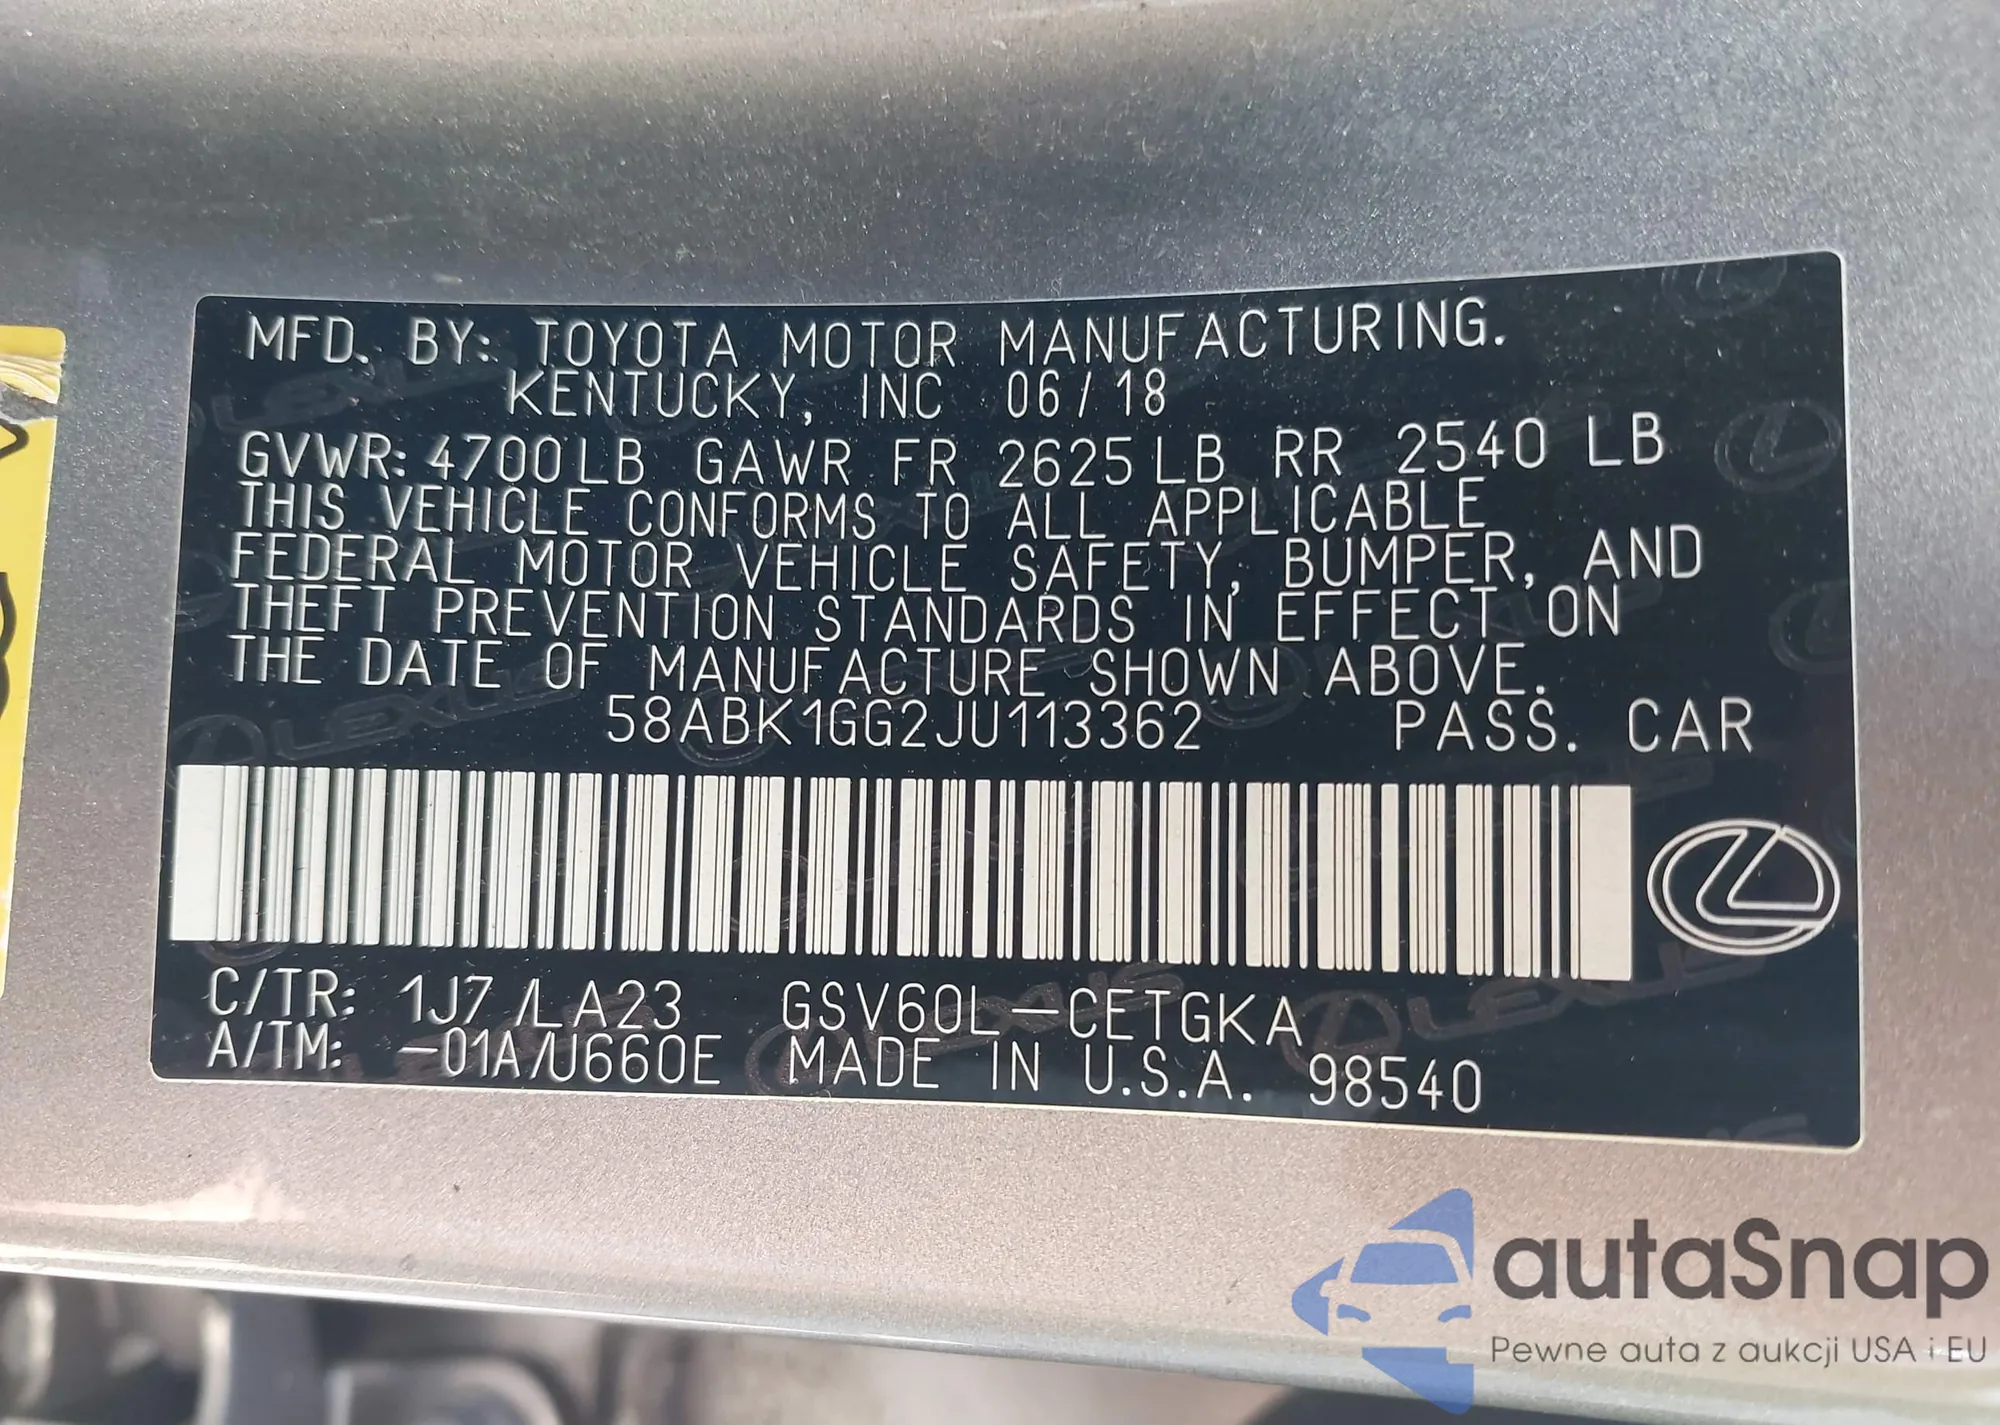 MFD. BY: TOYOTA MOTOR MANUFACTURING.
KENTUCKY, INC 06/18
GVWR: 4700LB GAWR FR 2625LB RR 2540 LB
THIS VEHICLE CONFORMS TO ALL APPLICABLE
FEDERAL MOTOR VEHICLE SAFETY, BUMPER, AND
THEFT PREVENTION STANDARDS IN EFFECT ON
THE DATE OF MANUFACTURE SHOWN ABOVE.
58ABK1GG2JU113362 PASS. CAR
C/TR: 1J7/LA23 GSV60L-CETGKA
A/TM: -01A/U660E MADE IN U.S.A. 98540
autaSnap
Pewne auta z aukcji USA i EU